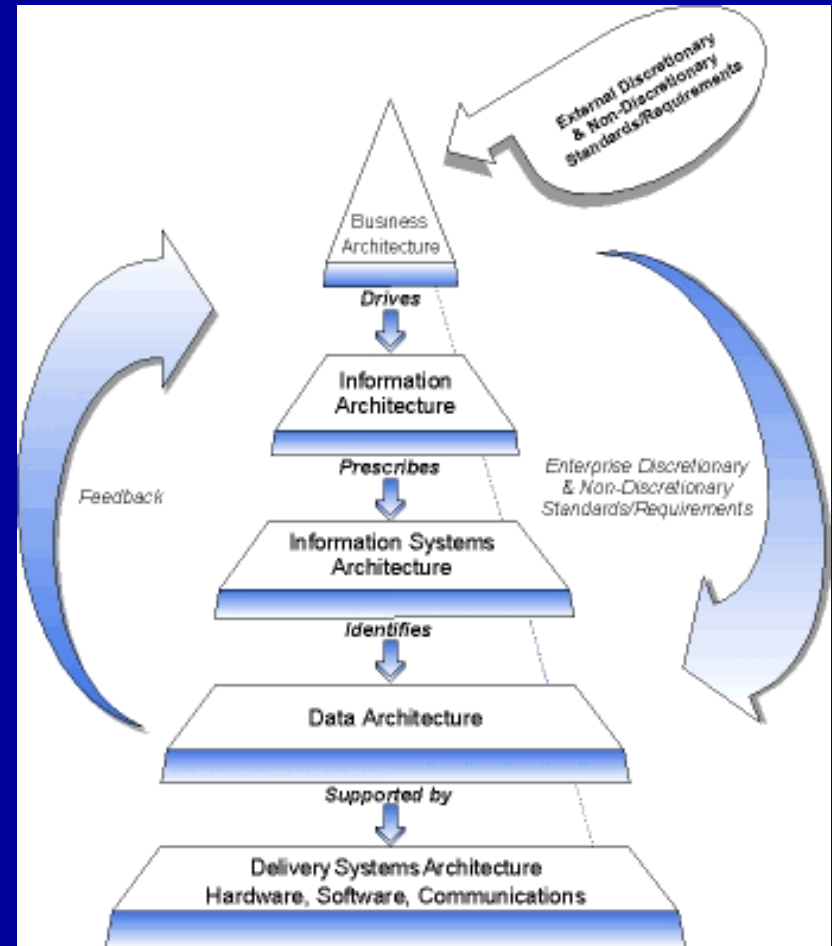 External Discretionary
& Non-Discretionary
Standards/Requirements
Business
Architecture
Drives
Information
Architecture
Prescribes
Enterprise Discretionary
& Non-Discretionary
Standards/Requirements
Feedback
Information Systems
Architecture
Identifies
Data Architecture
Supported by
Delivery Systems Architecture
Hardware, Software, Communications